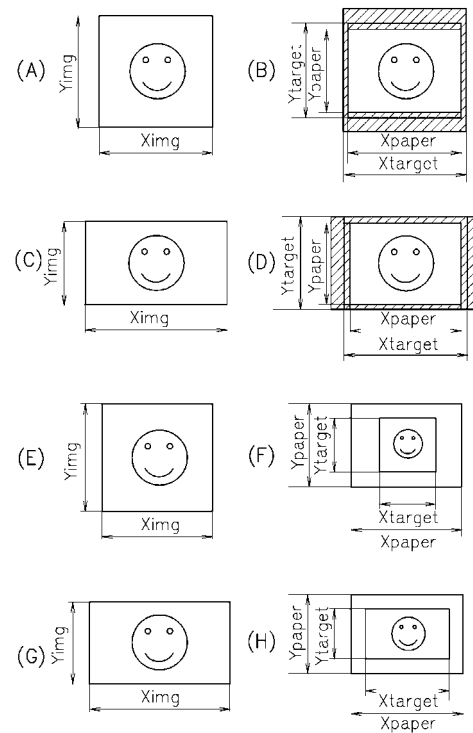 (A)
Yimg
Ximg
(B)
Ytarget
Ypaper
Xpaper
Xtarget
(C)
Yimg
Ximg
(D)
Ytarget
Ypaper
Xpaper
Xtarget
(E)
Yimg
Ximg
(F)
Ypaper
Ytarget
Xtarget
Xpaper
(G)
Yimg
Ximg
(H)
Ypaper
Ytarget
Xtarget
Xpaper